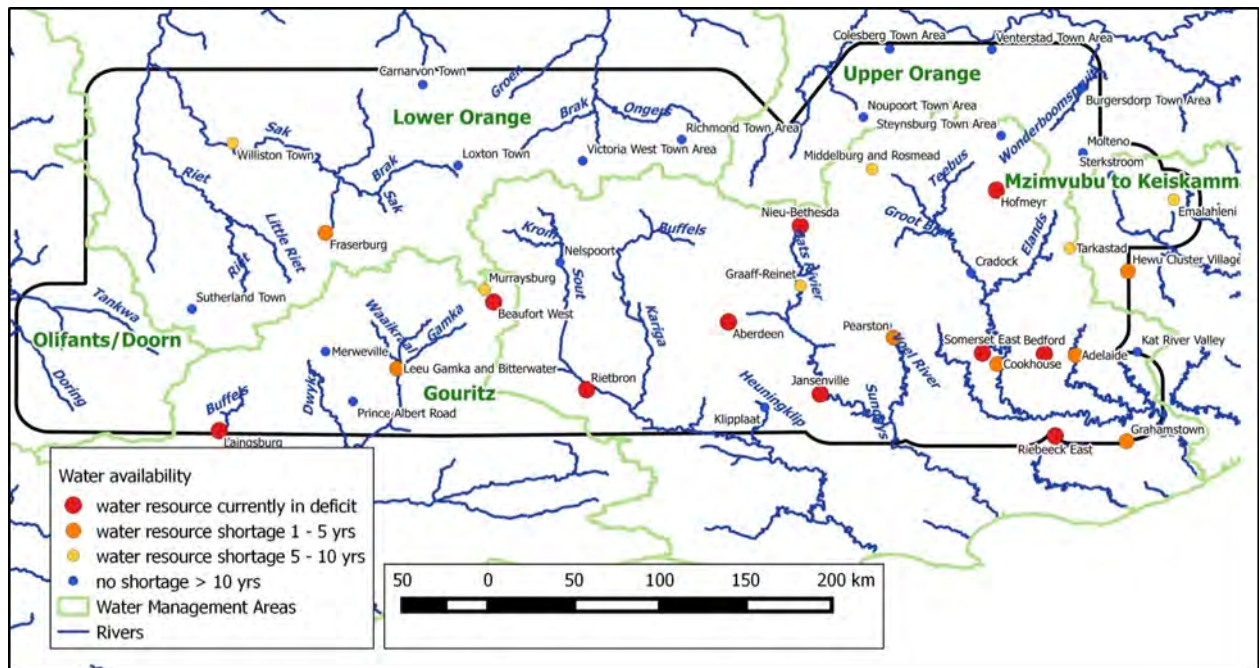 Colesberg Town Area
Venterstad Town Area
Carnarvon Town
Groen
Upper Orange
Lower Orange
Brak
Ongers
Noupoort Town Area
Wonderboomspruit
Burgersdorp Town Area
Steynsburg Town Area
Richmond Town Area
Sak
Williston Town
Molteno
Brak
Loxton Town
Victoria West Town Area
Middelburg and Rosmead
Sterkstroom
Riet
Teebus
Mzimvubu to Keiskamm
Sak
Hofmeyr
Emalahleni
Nieu-Bethesda
Little Riet
Krom
Buffels
Groot Br
Elands
Fraserburg
Nelspoort
Tarkastad
Riet
Hewu Cluster Village
Graaff-Reinet
Cradock
Murraysburg
Sout
Tankwa
Sutherland Town
Beaufort West
Kariga
Waaikraal
Gamka
Aberdeen
Pearston
Olifants/Doorn
Merweville
Somerset East
Bedford
Adelaide
Kat River Valley
Doring
Leeu Gamka and Bitterwater
Cookhouse
Dwyka
Gouritz
Rietbron
Jansenville
Heuningklip
Buffels
Prince Albert Road
Klipplaat
Sundays
Laingsburg
Grahamstown
Riebeeck East
Water availability
water resource currently in deficit
water resource shortage 1 - 5 yrs
water resource shortage 5 - 10 yrs
no shortage > 10 yrs
Water Management Areas
Rivers
50 0 50 100 150 200 km